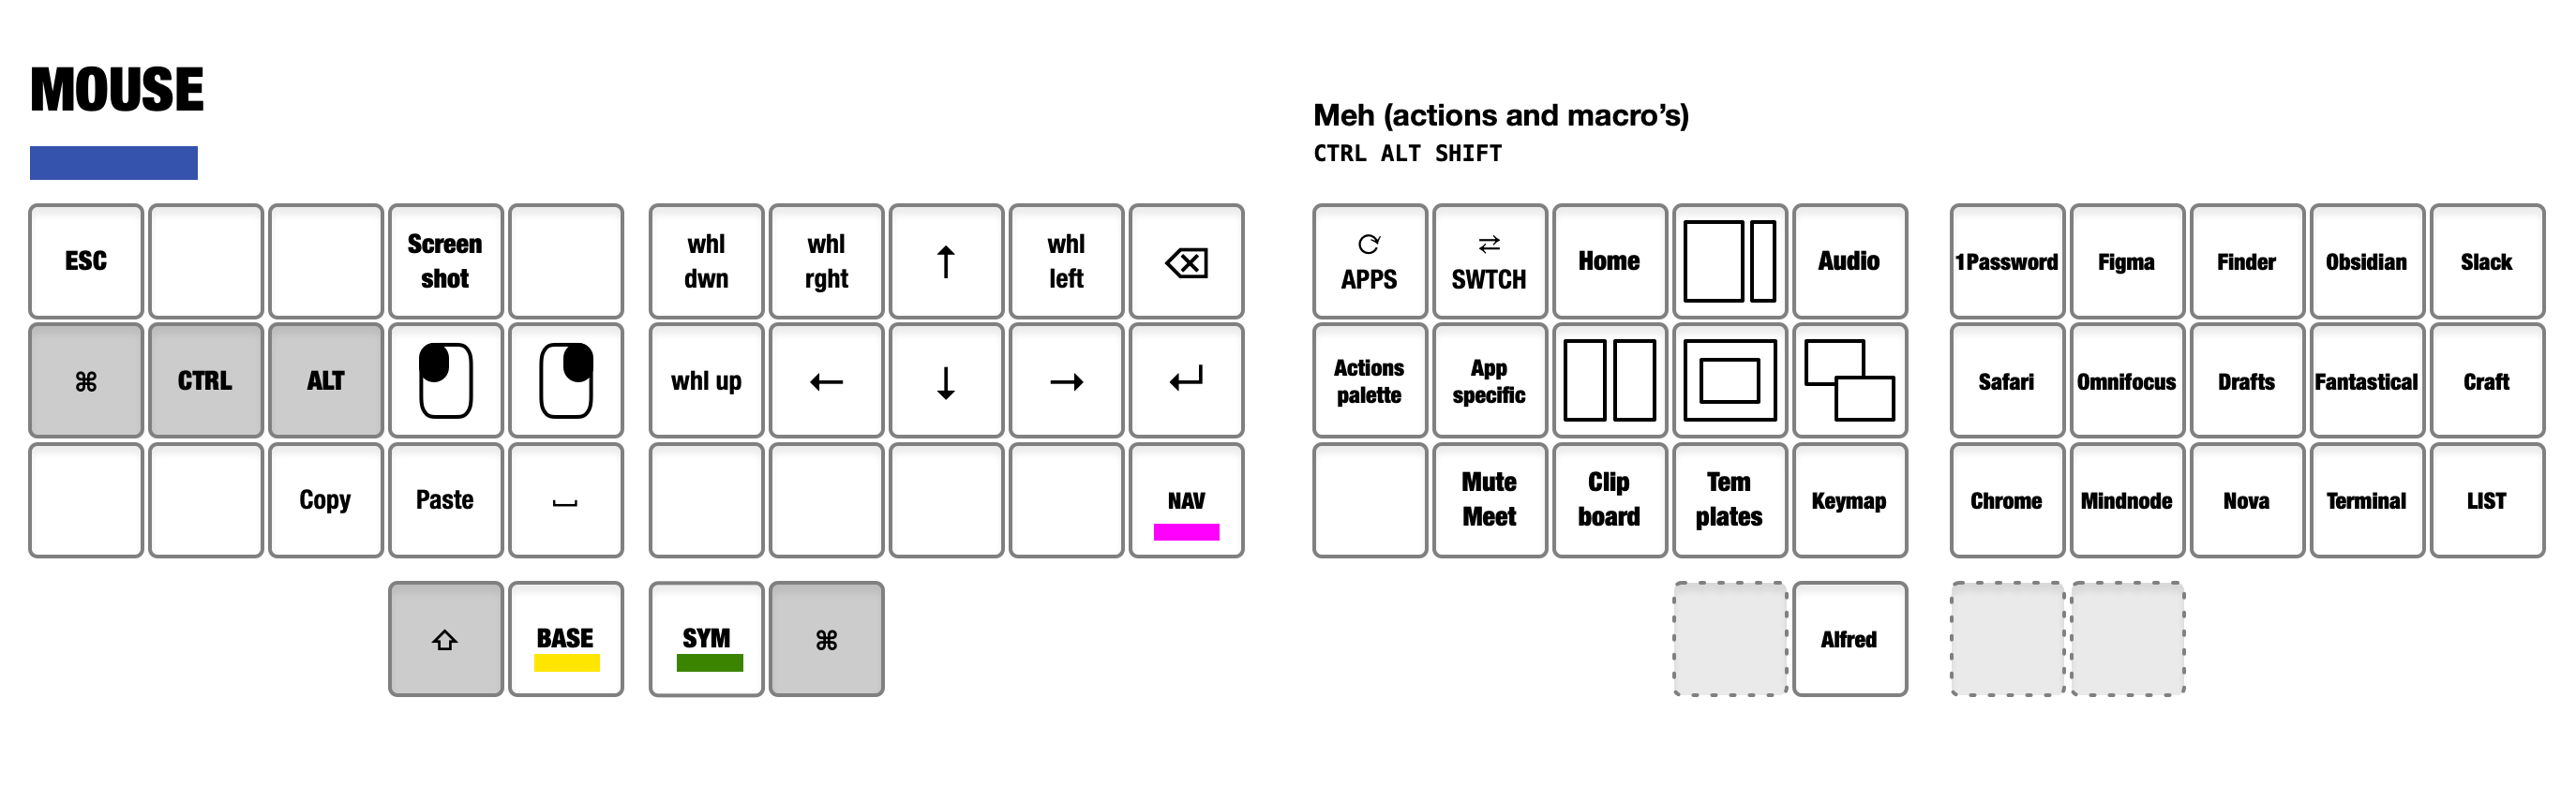 MOUSE
Meh (actions and macro’s)
CTRL ALT SHIFT
ESC
Screen
shot
whl
dwn
whl
rght
↑
whl
left
⌫
⌘
CTRL
ALT
whl up
←
↓
→
↵
Copy
Paste
⎵
NAV
⇧
BASE
SYM
⌘
⟳
APPS
⇄
SWTCH
Home
Audio
1Password
Figma
Finder
Obsidian
Slack
Actions
palette
App
specific
Safari
Omnifocus
Drafts
Fantastical
Craft
Mute
Meet
Clip
board
Tem
plates
Keymap
Chrome
Mindnode
Nova
Terminal
LIST
Alfred